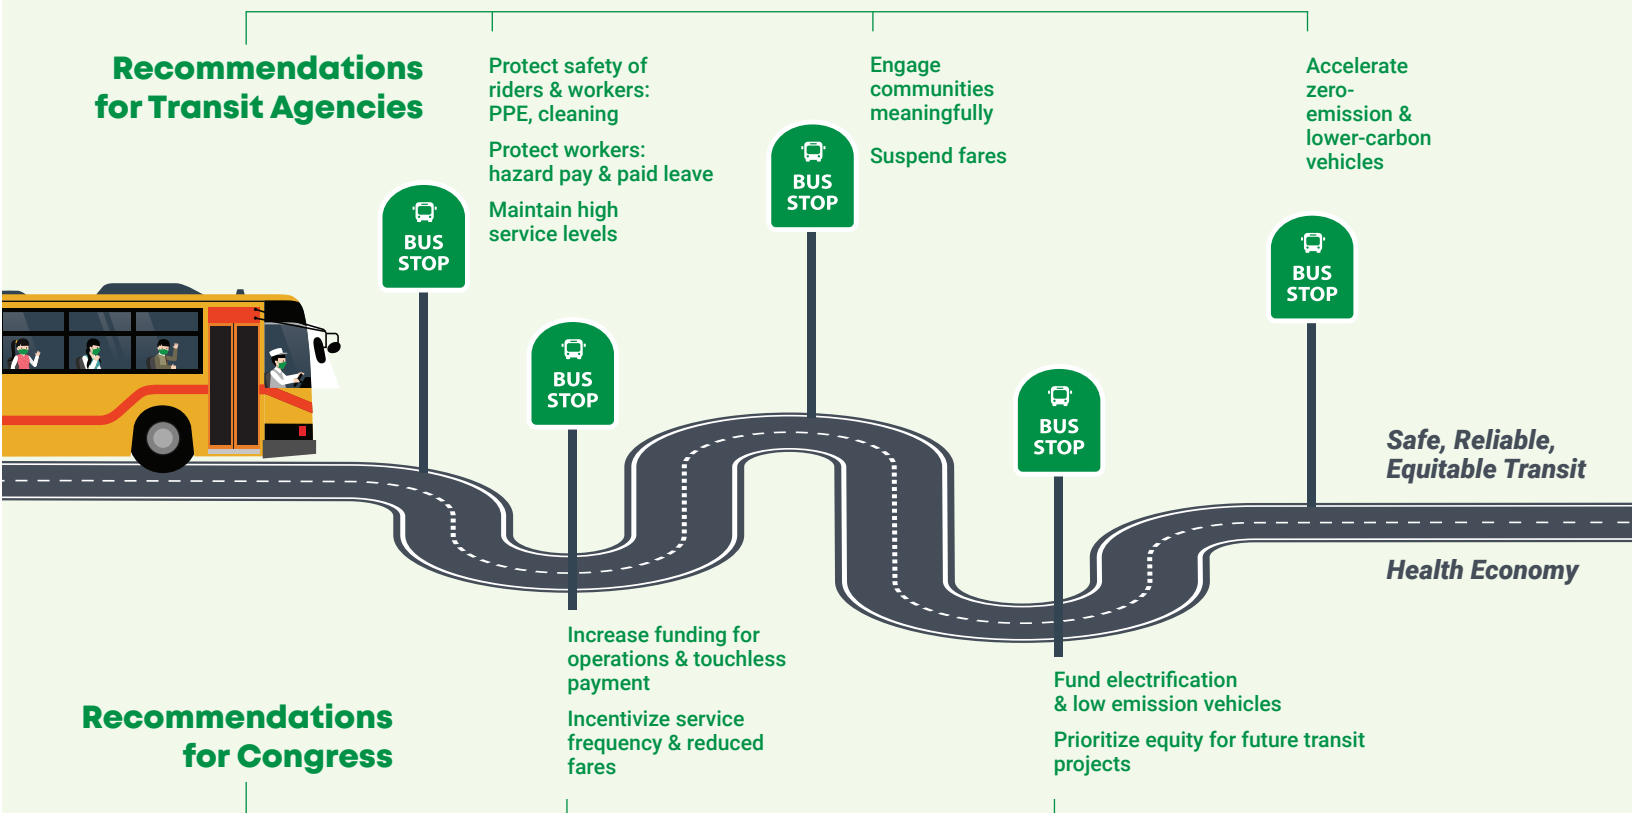 Recommendations
for Transit Agencies
Protect safety of
riders & workers:
PPE, cleaning
Protect workers:
hazard pay & paid leave
Maintain high
service levels
Engage
communities
meaningfully
Suspend fares
Accelerate
zero-
emission &
lower-carbon
vehicles
BUS
STOP
BUS
STOP
BUS
STOP
BUS
STOP
BUS
STOP
Safe, Reliable,
Equitable Transit
Health Economy
Recommendations
for Congress
Increase funding for
operations & touchless
payment
Incentivize service
frequency & reduced
fares
Fund electrification
& low emission vehicles
Prioritize equity for future transit
projects